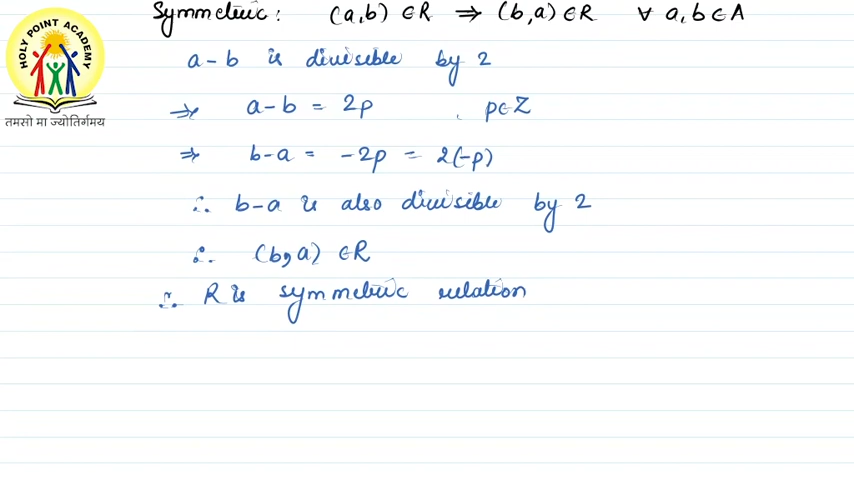 Symmetric: (a,b) ∈R ⇒ (b,a) ∈R ∀ a,b ∈ A
HOLY POINT ACADEMY
a-b is divisible by 2
⇒ a-b = 2p , p∈Z
तमसो मा ज्योतिर्गमय
⇒ b-a = -2p = 2(-p)
∴ b-a is also divisible by 2
∴ (b,a) ∈R
∴ R is symmetric relation